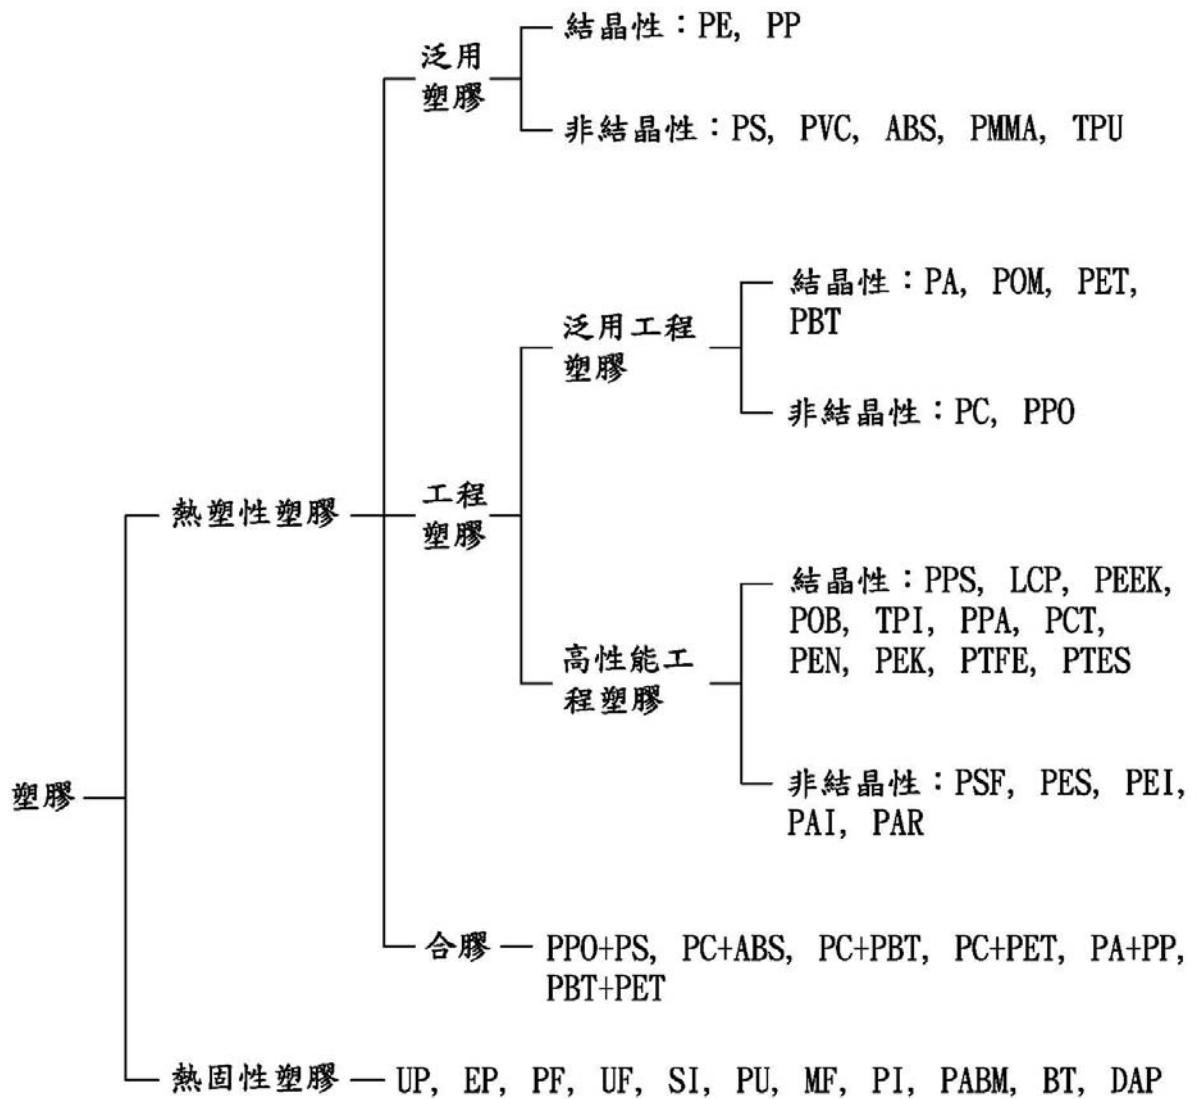 結晶性：PE, PP
泛用
塑膠
非結晶性：PS, PVC, ABS, PMMA, TPU
結晶性：PA, POM, PET,
PBT
泛用工程
塑膠
非結晶性：PC, PPO
熱塑性塑膠
工程
塑膠
結晶性：PPS, LCP, PEEK,
POB, TPI, PPA, PCT,
PEN, PEK, PTFE, PTES
高性能工
程塑膠
非結晶性：PSF, PES, PEI,
PAI, PAR
塑膠
合膠
PPO+PS, PC+ABS, PC+PBT, PC+PET, PA+PP,
PBT+PET
熱固性塑膠
UP, EP, PF, UF, SI, PU, MF, PI, PABM, BT, DAP